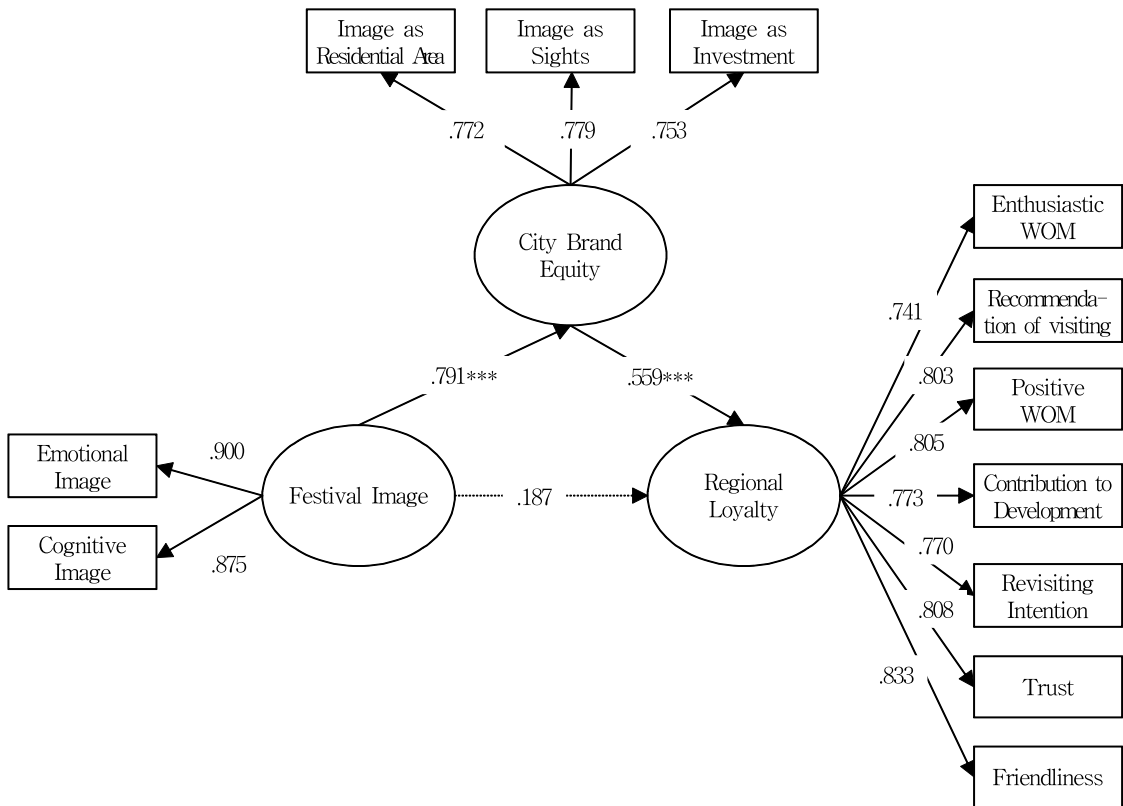 Image as
Residential Area
Image as
Sights
Image as
Investment
.772
.779
.753
City Brand
Equity
.791***
.559***
Emotional
Image
Cognitive
Image
.900
.875
Festival Image
.187
Regional
Loyalty
.741
.803
.805
.773
.770
.808
.833
Enthusiastic
WOM
Recommenda-
tion of visiting
Positive
WOM
Contribution to
Development
Revisiting
Intention
Trust
Friendliness